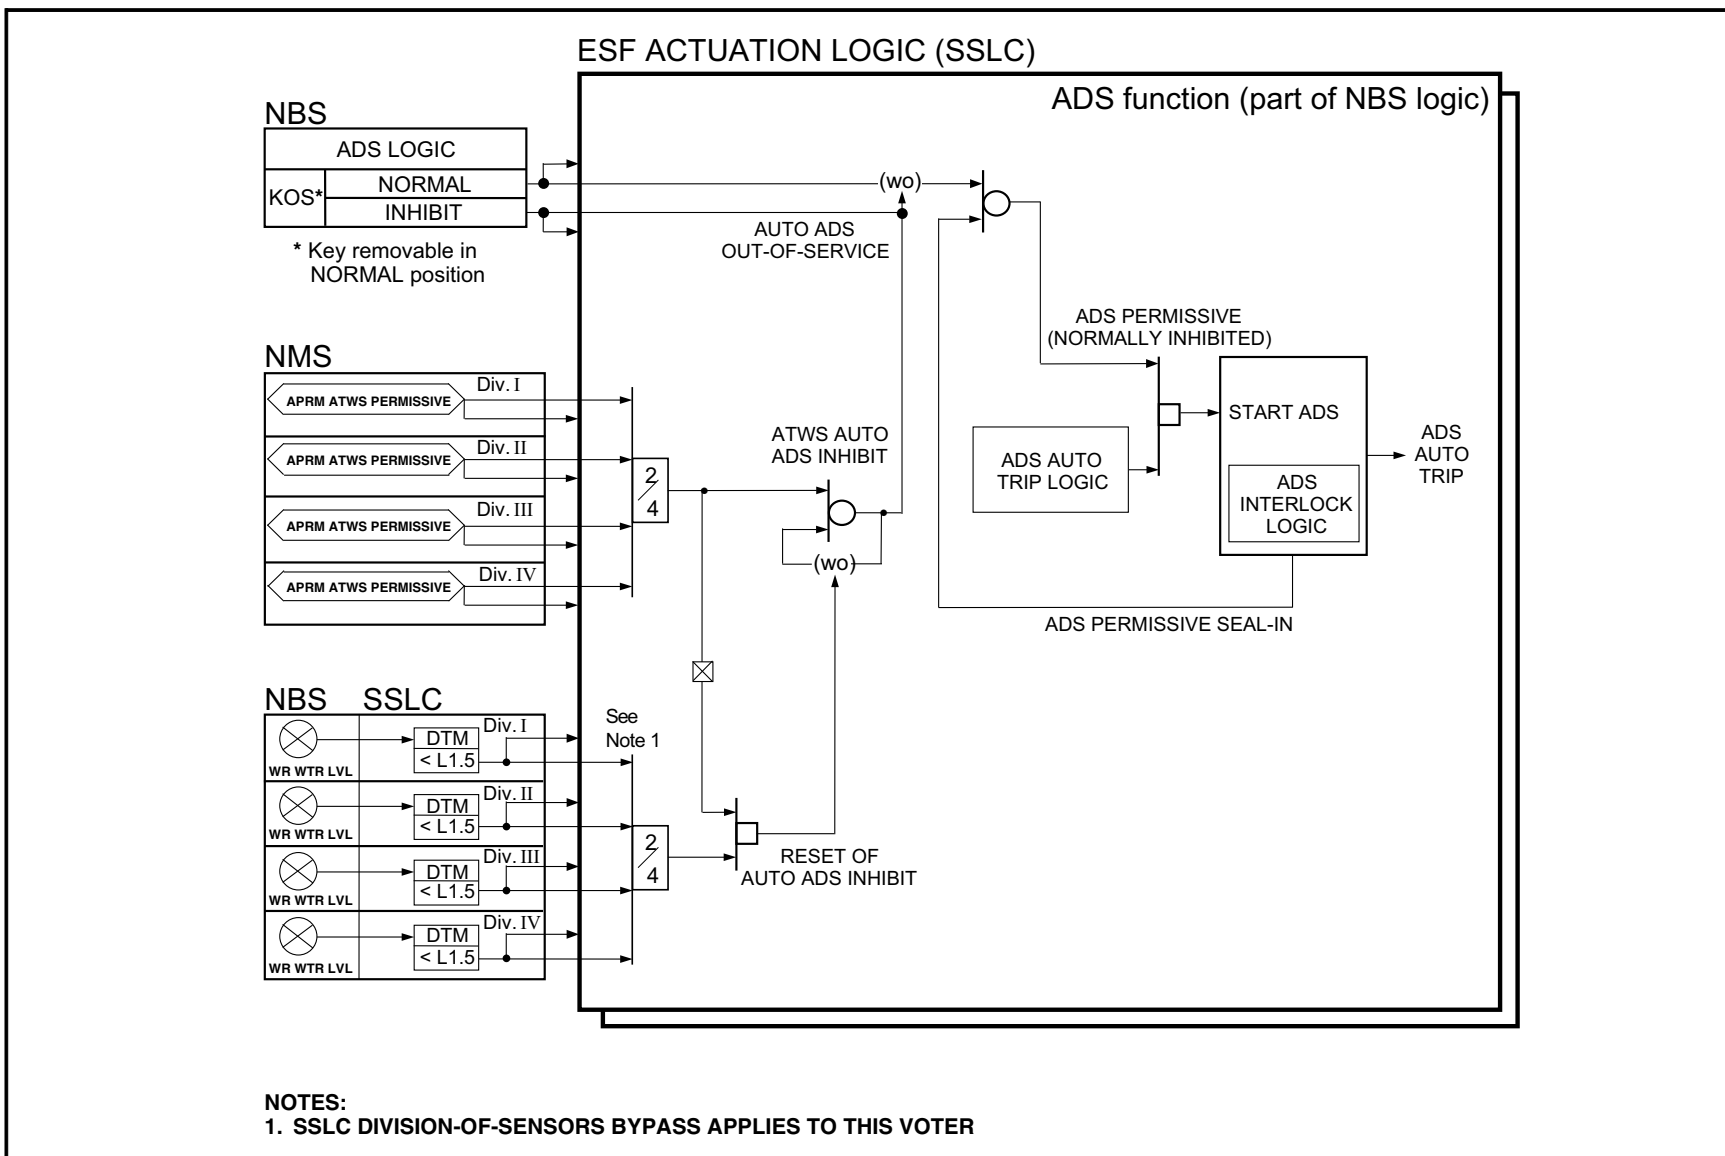 ESF ACTUATION LOGIC (SSLC)
ADS function (part of NBS logic)
NBS
ADS LOGIC
KOS*
NORMAL
INHIBIT
* Key removable in
NORMAL position
(wo)
AUTO ADS
OUT-OF-SERVICE
ADS PERMISSIVE
(NORMALLY INHIBITED)
NMS
APRM ATWS PERMISSIVE
Div. I
APRM ATWS PERMISSIVE
Div. II
APRM ATWS PERMISSIVE
Div. III
APRM ATWS PERMISSIVE
Div. IV
2/4
ATWS AUTO
ADS INHIBIT
(wo)
ADS AUTO
TRIP LOGIC
START ADS
ADS
INTERLOCK
LOGIC
ADS
AUTO
TRIP
ADS PERMISSIVE SEAL-IN
NBS SSLC
WR WTR LVL
DTM
< L1.5
Div. I
WR WTR LVL
DTM
< L1.5
Div. II
WR WTR LVL
DTM
< L1.5
Div. III
WR WTR LVL
DTM
< L1.5
Div. IV
See
Note 1
2/4
RESET OF
AUTO ADS INHIBIT
NOTES:
1. SSLC DIVISION-OF-SENSORS BYPASS APPLIES TO THIS VOTER